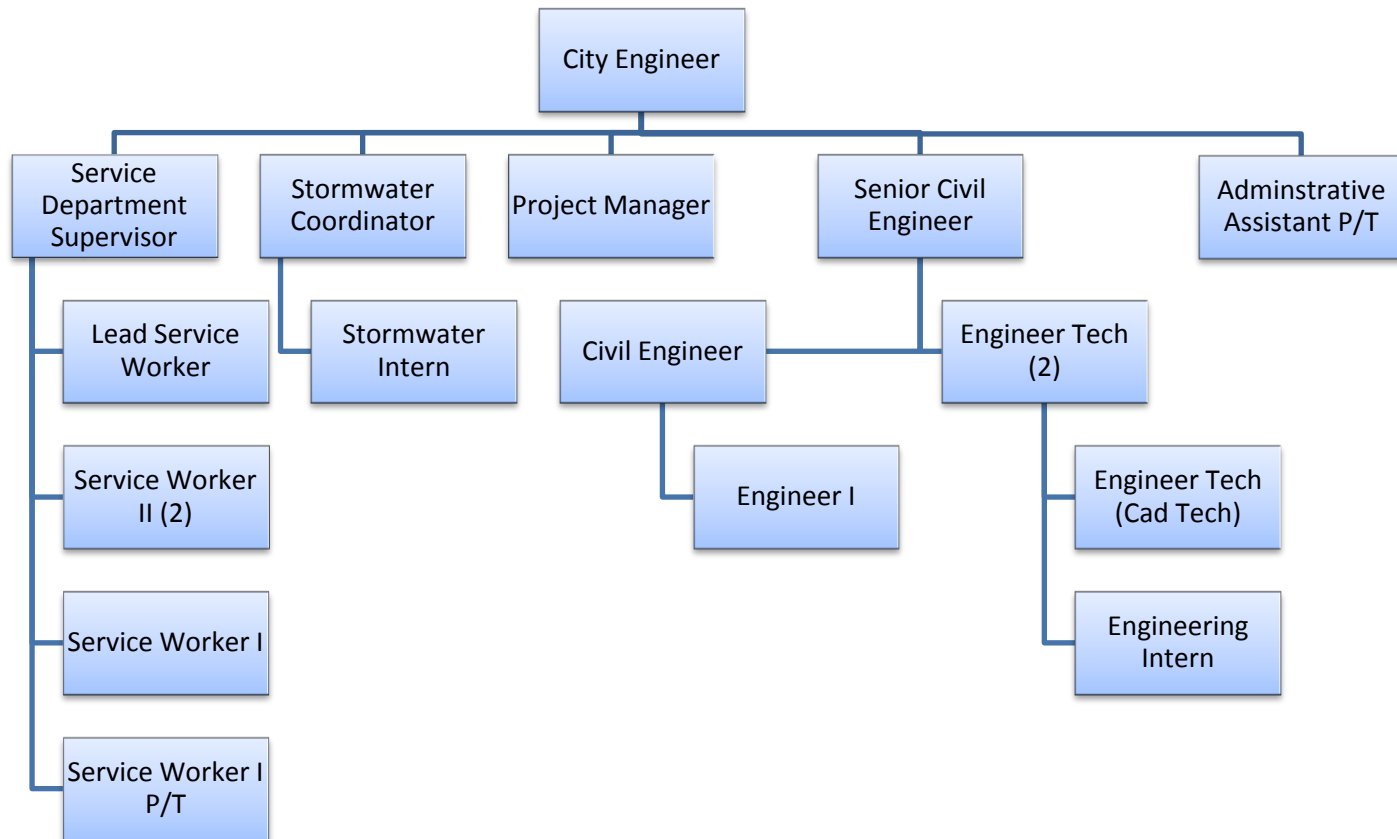 City Engineer
Service
Department
Supervisor
Stormwater
Coordinator
Project Manager
Senior Civil
Engineer
Adminstrative
Assistant P/T
Lead Service
Worker
Stormwater
Intern
Civil Engineer
Engineer Tech
(2)
Service Worker
II (2)
Engineer I
Engineer Tech
(Cad Tech)
Service Worker I
Engineering
Intern
Service Worker I
P/T